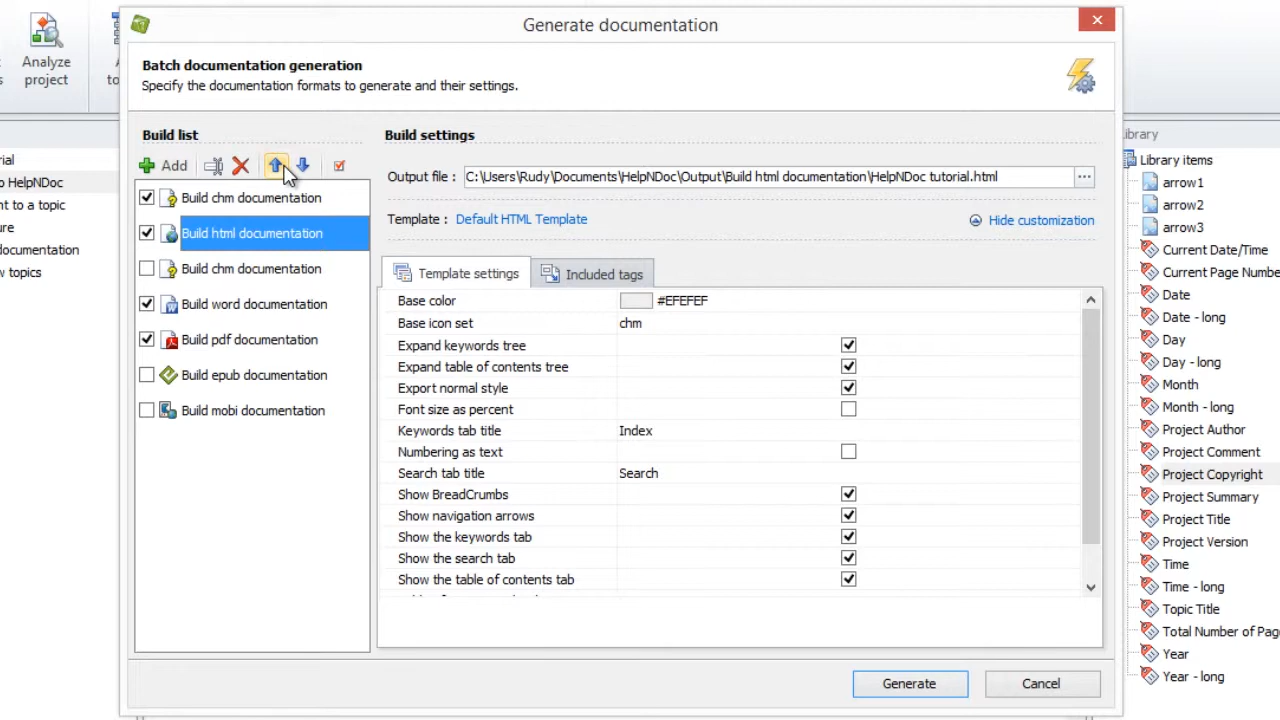 Generate documentation
Analyze
project
Batch documentation generation
Specify the documentation formats to generate and their settings.
Build list
Add
Build chm documentation
Build html documentation
Build chm documentation
Build word documentation
Build pdf documentation
Build epub documentation
Build mobi documentation
Build settings
Output file :
C:\Users\Rudy\Documents\HelpNDoc\Output\Build html documentation\HelpNDoc tutorial.html
Template : Default HTML Template
Hide customization
Template settings
Included tags
Base color #EFEFEF
Base icon set chm
Expand keywords tree
Expand table of contents tree
Export normal style
Font size as percent
Keywords tab title Index
Numbering as text
Search tab title Search
Show BreadCrumbs
Show navigation arrows
Show the keywords tab
Show the search tab
Show the table of contents tab
Generate
Cancel
ial
o HelpNDoc
nt to a topic
ure
documentation
w topics
ibrary
Library items
arrow1
arrow2
arrow3
Current Date/Time
Current Page Numbe
Date
Date - long
Day
Day - long
Month
Month - long
Project Author
Project Comment
Project Copyright
Project Summary
Project Title
Project Version
Time
Time - long
Topic Title
Total Number of Pag
Year
Year - long